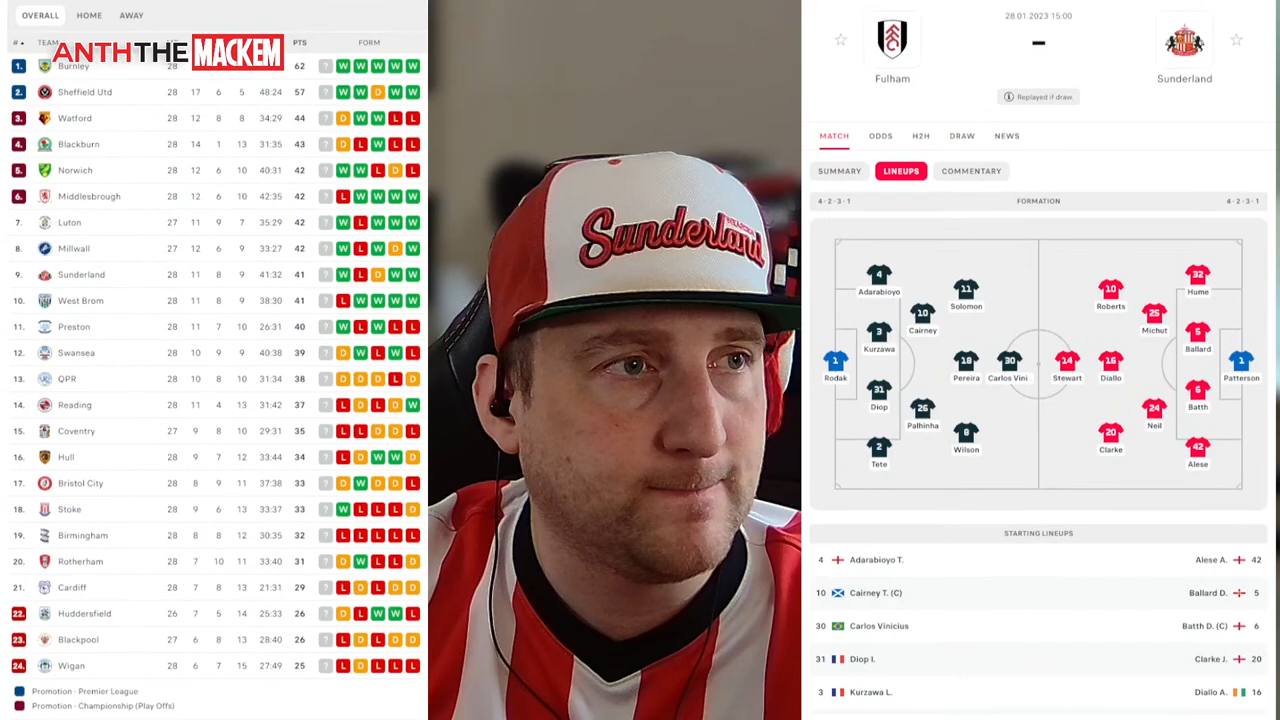 OVERALL HOME AWAY
# TEAM PTS FORM
ANTHTHEMACKEM
1. Burnley 28 62 ? W W W W W
2. Sheffield Utd 28 17 6 5 48:24 57 ? W W D W W
3. Watford 28 12 8 8 34:29 44 ? D W W L L
4. Blackburn 28 14 1 13 31:35 43 ? D L W L L
5. Norwich 28 12 6 10 40:31 42 ? W W L D L
6. Middlesbrough 28 12 6 10 42:35 42 ? L W W W W
7. Luton 27 11 9 7 35:29 42 ? W L W W W
8. Millwall 27 12 6 9 33:27 42 ? W L W D W
9. Sunderland 28 11 8 9 41:32 41 ? W L D W W
10. West Brom 28 11 8 9 38:30 41 ? L W W W W
11. Preston 28 11 7 10 26:31 40 ? W L W L L
12. Swansea 28 10 9 9 40:38 39 ? D W L W L
13. QPR 28 10 8 10 31:34 38 ? D D D L D
14. Reading 28 11 4 13 31:42 37 ? L D L D W
15. Coventry 27 9 8 10 29:31 35 ? L L D D L
16. Hull 28 9 7 12 33:44 34 ? L D W W D
17. Bristol City 28 8 9 11 37:38 33 ? D W D D W
18. Stoke 28 9 6 13 33:37 33 ? W L L L D
19. Birmingham 28 8 8 12 30:35 32 ? L L L L L
20. Rotherham 28 7 10 11 33:40 31 ? D W L L D
21. Cardiff 28 7 8 13 21:31 29 ? L D L D D
22. Huddersfield 26 7 5 14 25:33 26 ? D L W W L
23. Blackpool 27 6 8 13 28:40 26 ? L D L D D
24. Wigan 28 6 7 15 27:49 25 ? L D L L L
Promotion - Premier League
Promotion - Championship (Play Offs)
Sunderland
28.01.2023 15:00
-
Fulham Sunderland
Replayed if draw.
MATCH ODDS H2H DRAW NEWS
SUMMARY LINEUPS COMMENTARY
4 - 2 - 3 - 1 FORMATION 4 - 2 - 3 - 1
4 Adarabioyo
11 Solomon
10 Roberts
32 Hume
10 Cairney
25 Michut
3 Kurzawa
5 Ballard
1 Rodak
18 Pereira
30 Carlos Vini
14 Stewart
16 Diallo
1 Patterson
31 Diop
6 Batth
26 Palhinha
24 Neil
2 Tete
8 Wilson
20 Clarke
42 Alese
STARTING LINEUPS
4 Adarabioyo T. Alese A. 42
10 Cairney T. (C) Ballard D. 5
30 Carlos Vinicius Batth D. (C) 6
31 Diop I. Clarke J. 20
3 Kurzawa L. Diallo A. 16